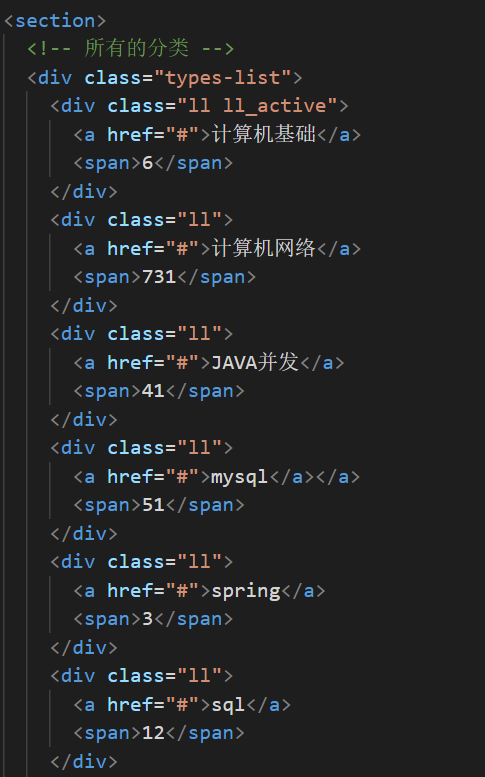 <section>
<!-- 所有的分类 -->
<div class="types-list">
<div class="ll ll_active">
<a href="#">计算机基础</a>
<span>6</span>
</div>
<div class="ll">
<a href="#">计算机网络</a>
<span>731</span>
</div>
<div class="ll">
<a href="#">JAVA并发</a>
<span>41</span>
</div>
<div class="ll">
<a href="#">mysql</a></a>
<span>51</span>
</div>
<div class="ll">
<a href="#">spring</a>
<span>3</span>
</div>
<div class="ll">
<a href="#">sql</a>
<span>12</span>
</div>